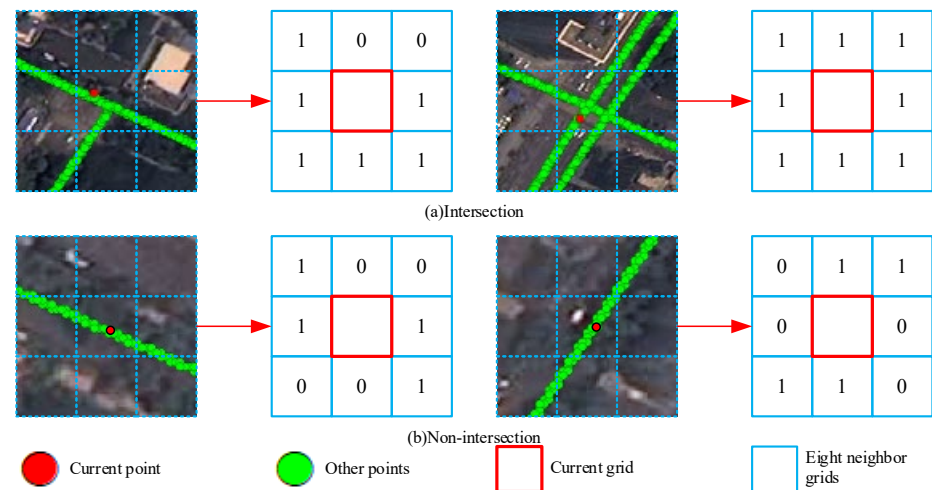 1 0 0 1 1 1
1 1 1 1
1 1 1 1 1 1
(a)Intersection
1 0 0 0 1 1
1 1 0 0
0 0 1 1 1 0
(b)Non-intersection
Current point Other points Current grid Eight neighbor
grids